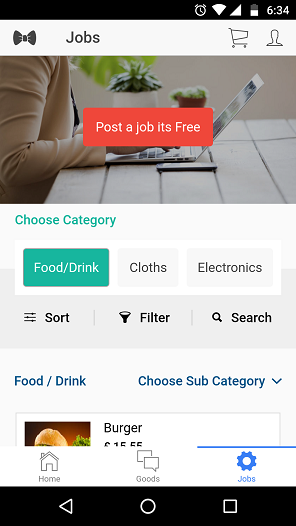 6:34
Jobs
Post a job its Free
Choose Category
Food/Drink Cloths Electronics
Sort Filter Search
Food / Drink Choose Sub Category
Burger
£ 15.55
Home Goods Jobs